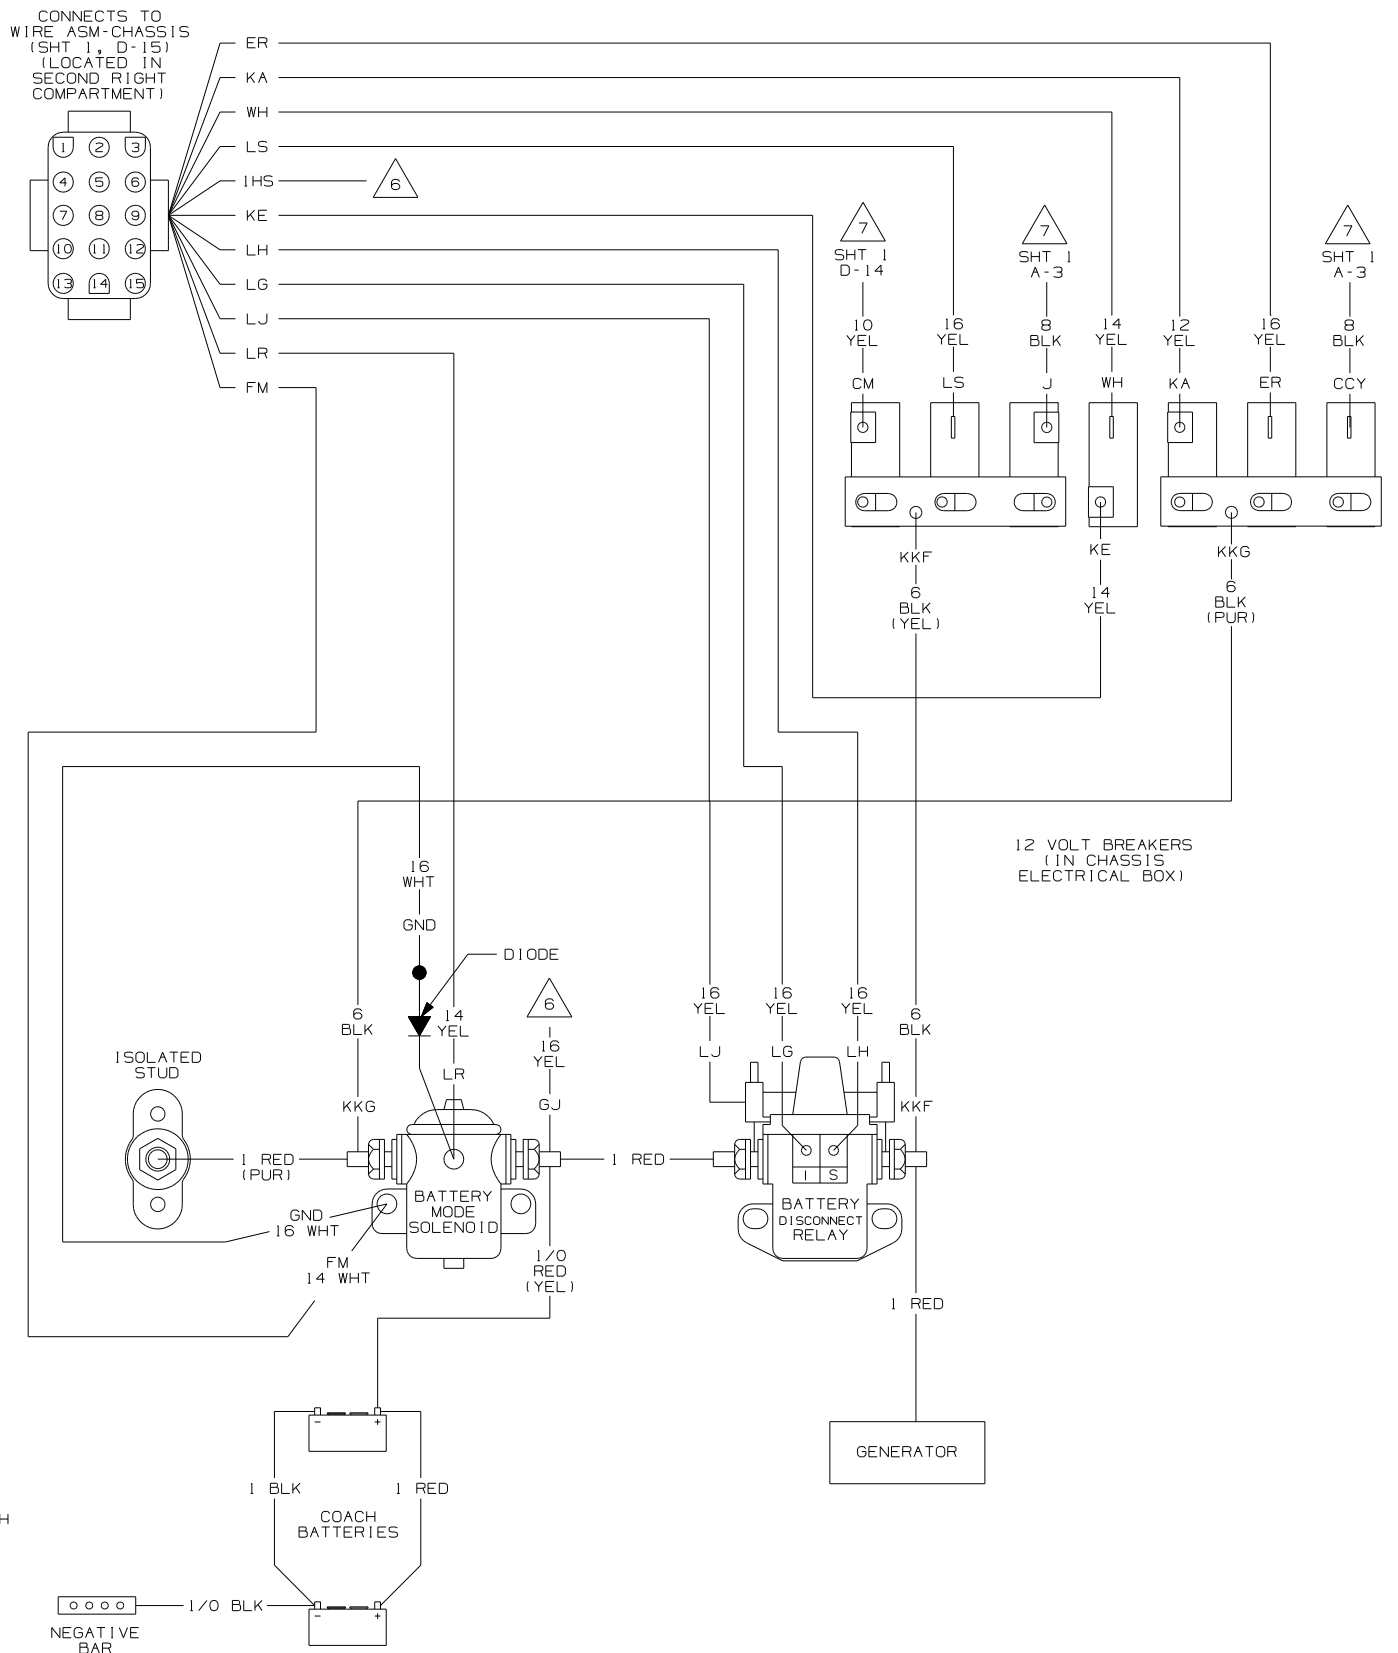 CONNECTS TO
WIRE ASM-CHASSIS
(SHT 1, D-15)
(LOCATED IN
SECOND RIGHT
COMPARTMENT)
1 2 3
4 5 6
7 8 9
10 11 12
13 14 15
ER
KA
WH
LS
1HS
6
KE
LH
LG
LJ
LR
FM
7
SHT 1
D-14
7
SHT 1
A-3
7
SHT 1
A-3
10
YEL
16
YEL
8
BLK
14
YEL
12
YEL
16
YEL
8
BLK
CM LS J WH KA ER CCY
KKF
6
BLK
(YEL)
KE
14
YEL
KKG
6
BLK
(PUR)
12 VOLT BREAKERS
(IN CHASSIS
ELECTRICAL BOX)
16
WHT
GND
DIODE
6
6
BLK
14
YEL
16
YEL
16
YEL
16
YEL
16
YEL
6
BLK
ISOLATED
STUD
LR
LJ
LG
LH
KKG
GJ
KKF
1 RED
(PUR)
1 RED
I S
BATTERY
MODE
SOLENOID
BATTERY
DISCONNECT
RELAY
GND
16 WHT
FM
14 WHT
1/0
RED
(YEL)
1 RED
- +
GENERATOR
1 BLK
1 RED
COACH
BATTERIES
H
1/0 BLK
- +
NEGATIVE
BAR